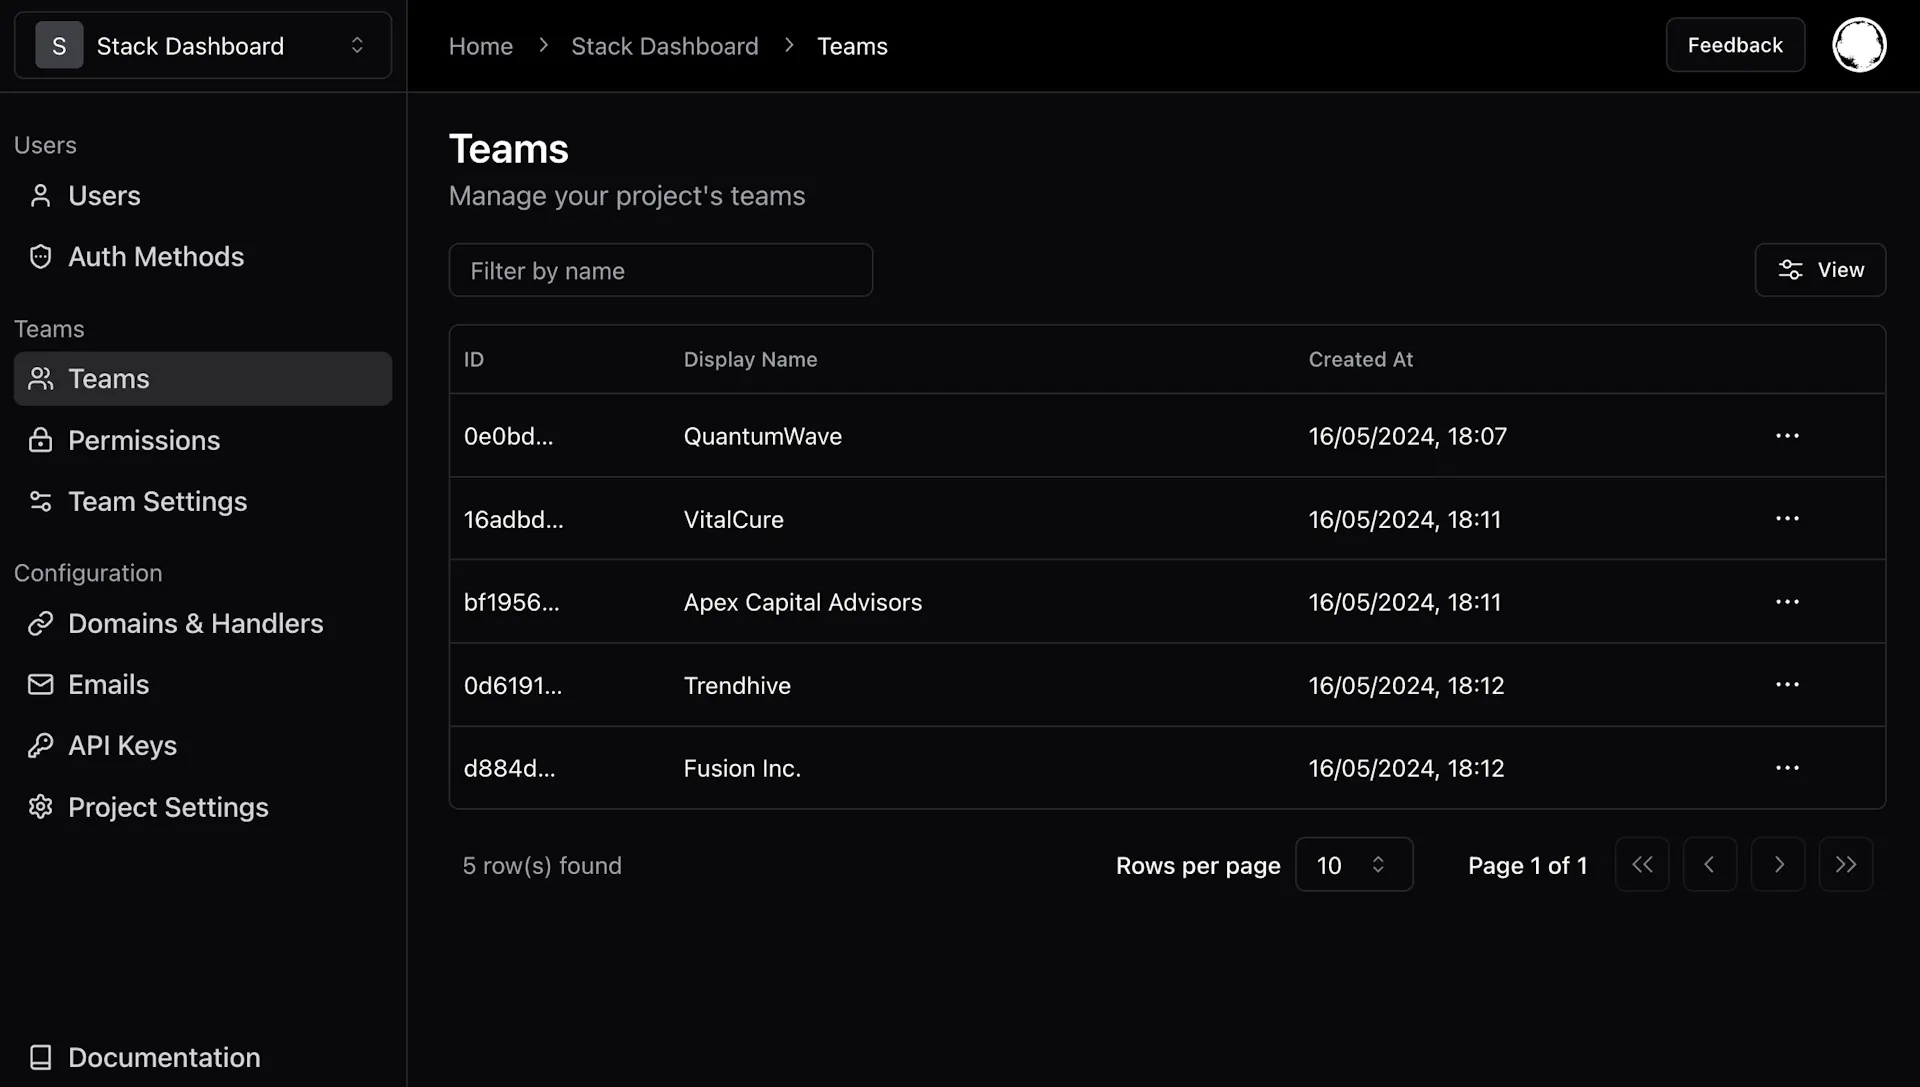 S Stack Dashboard
Home Stack Dashboard Teams
Feedback
Users
Users
Auth Methods
Teams
Teams
Permissions
Team Settings
Configuration
Domains & Handlers
Emails
API Keys
Project Settings
Documentation
Teams
Manage your project's teams
Filter by name
View
ID Display Name Created At
0e0bd... QuantumWave 16/05/2024, 18:07
16adbd... VitalCure 16/05/2024, 18:11
bf1956... Apex Capital Advisors 16/05/2024, 18:11
0d6191... Trendhive 16/05/2024, 18:12
d884d... Fusion Inc. 16/05/2024, 18:12
5 row(s) found Rows per page 10 Page 1 of 1